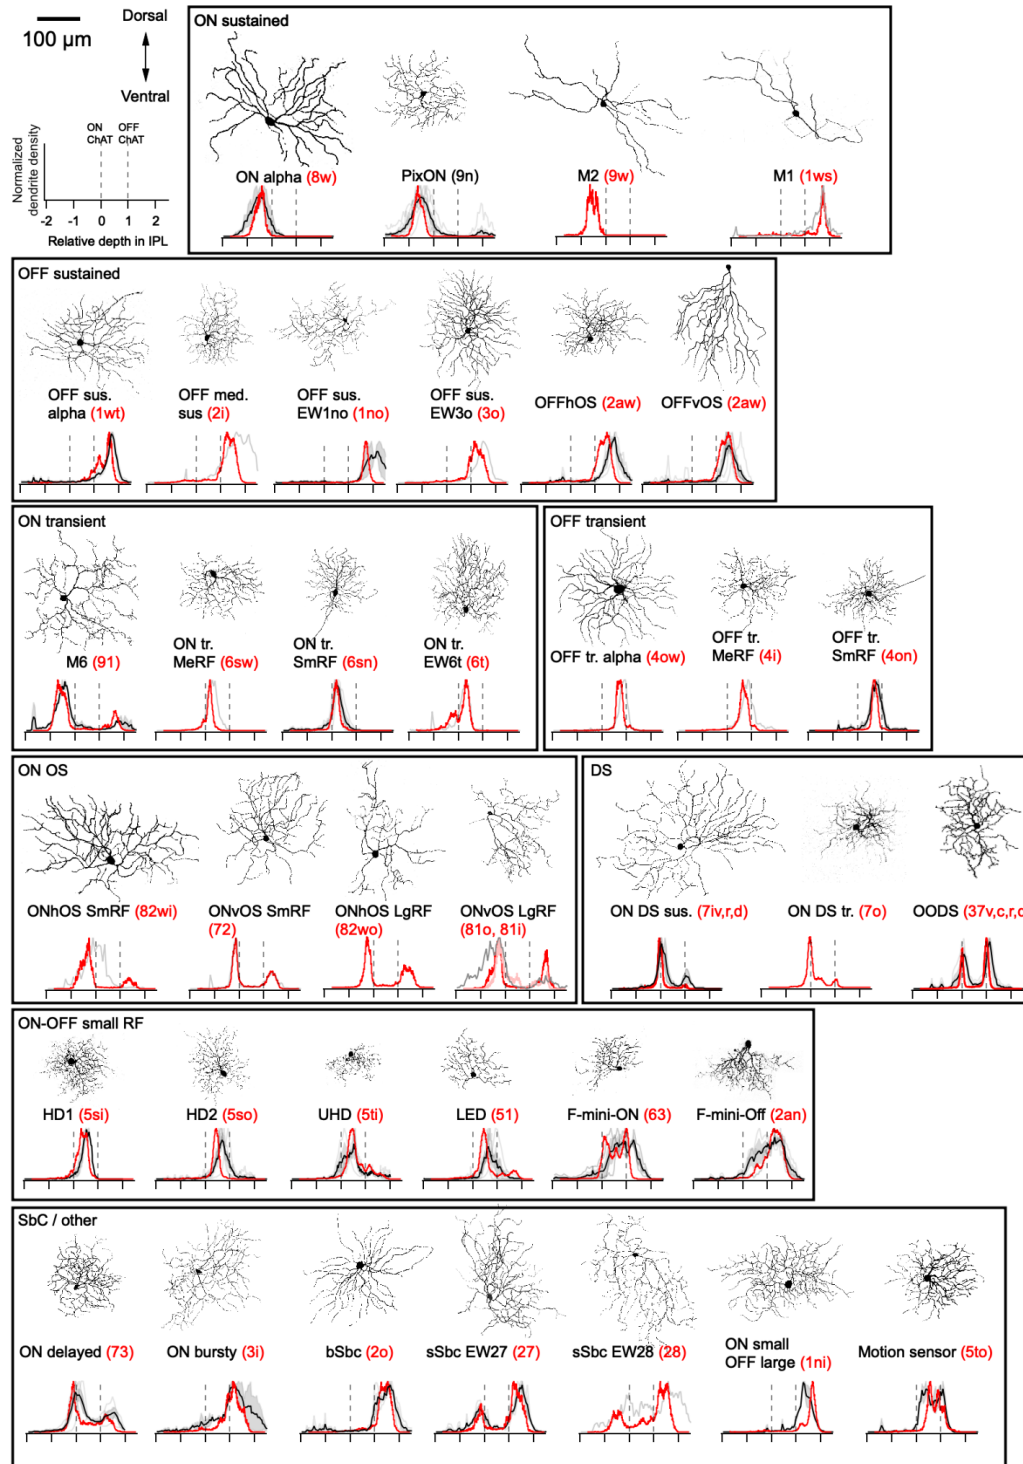 100 µm
Dorsal
Ventral
ON ChAT
OFF ChAT
Normalized dendrite density
-2 -1 0 1 2
Relative depth in IPL
ON sustained
ON alpha (8w)
PixON (9n)
M2 (9w)
M1 (1ws)
OFF sustained
OFF sus. alpha (1wt)
OFF med. sus (2i)
OFF sus. EW1no (1no)
OFF sus. EW3o (3o)
OFFhOS (2aw)
OFFvOS (2aw)
ON transient
M6 (91)
ON tr. MeRF (6sw)
ON tr. SmRF (6sn)
ON tr. EW6t (6t)
OFF transient
OFF tr. alpha (4ow)
OFF tr. MeRF (4i)
OFF tr. SmRF (4on)
ON OS
ONhOS SmRF (82wi)
ONvOS SmRF (72)
ONhOS LgRF (82wo)
ONvOS LgRF (81o, 81i)
DS
ON DS sus. (7iv,r,d)
ON DS tr. (7o)
OODS (37v,c,r,d
ON-OFF small RF
HD1 (5si)
HD2 (5so)
UHD (5ti)
LED (51)
F-mini-ON (63)
F-mini-Off (2an)
SbC / other
ON delayed (73)
ON bursty (3i)
bSbc (2o)
sSbc EW27 (27)
sSbc EW28 (28)
ON small OFF large (1ni)
Motion sensor (5to)